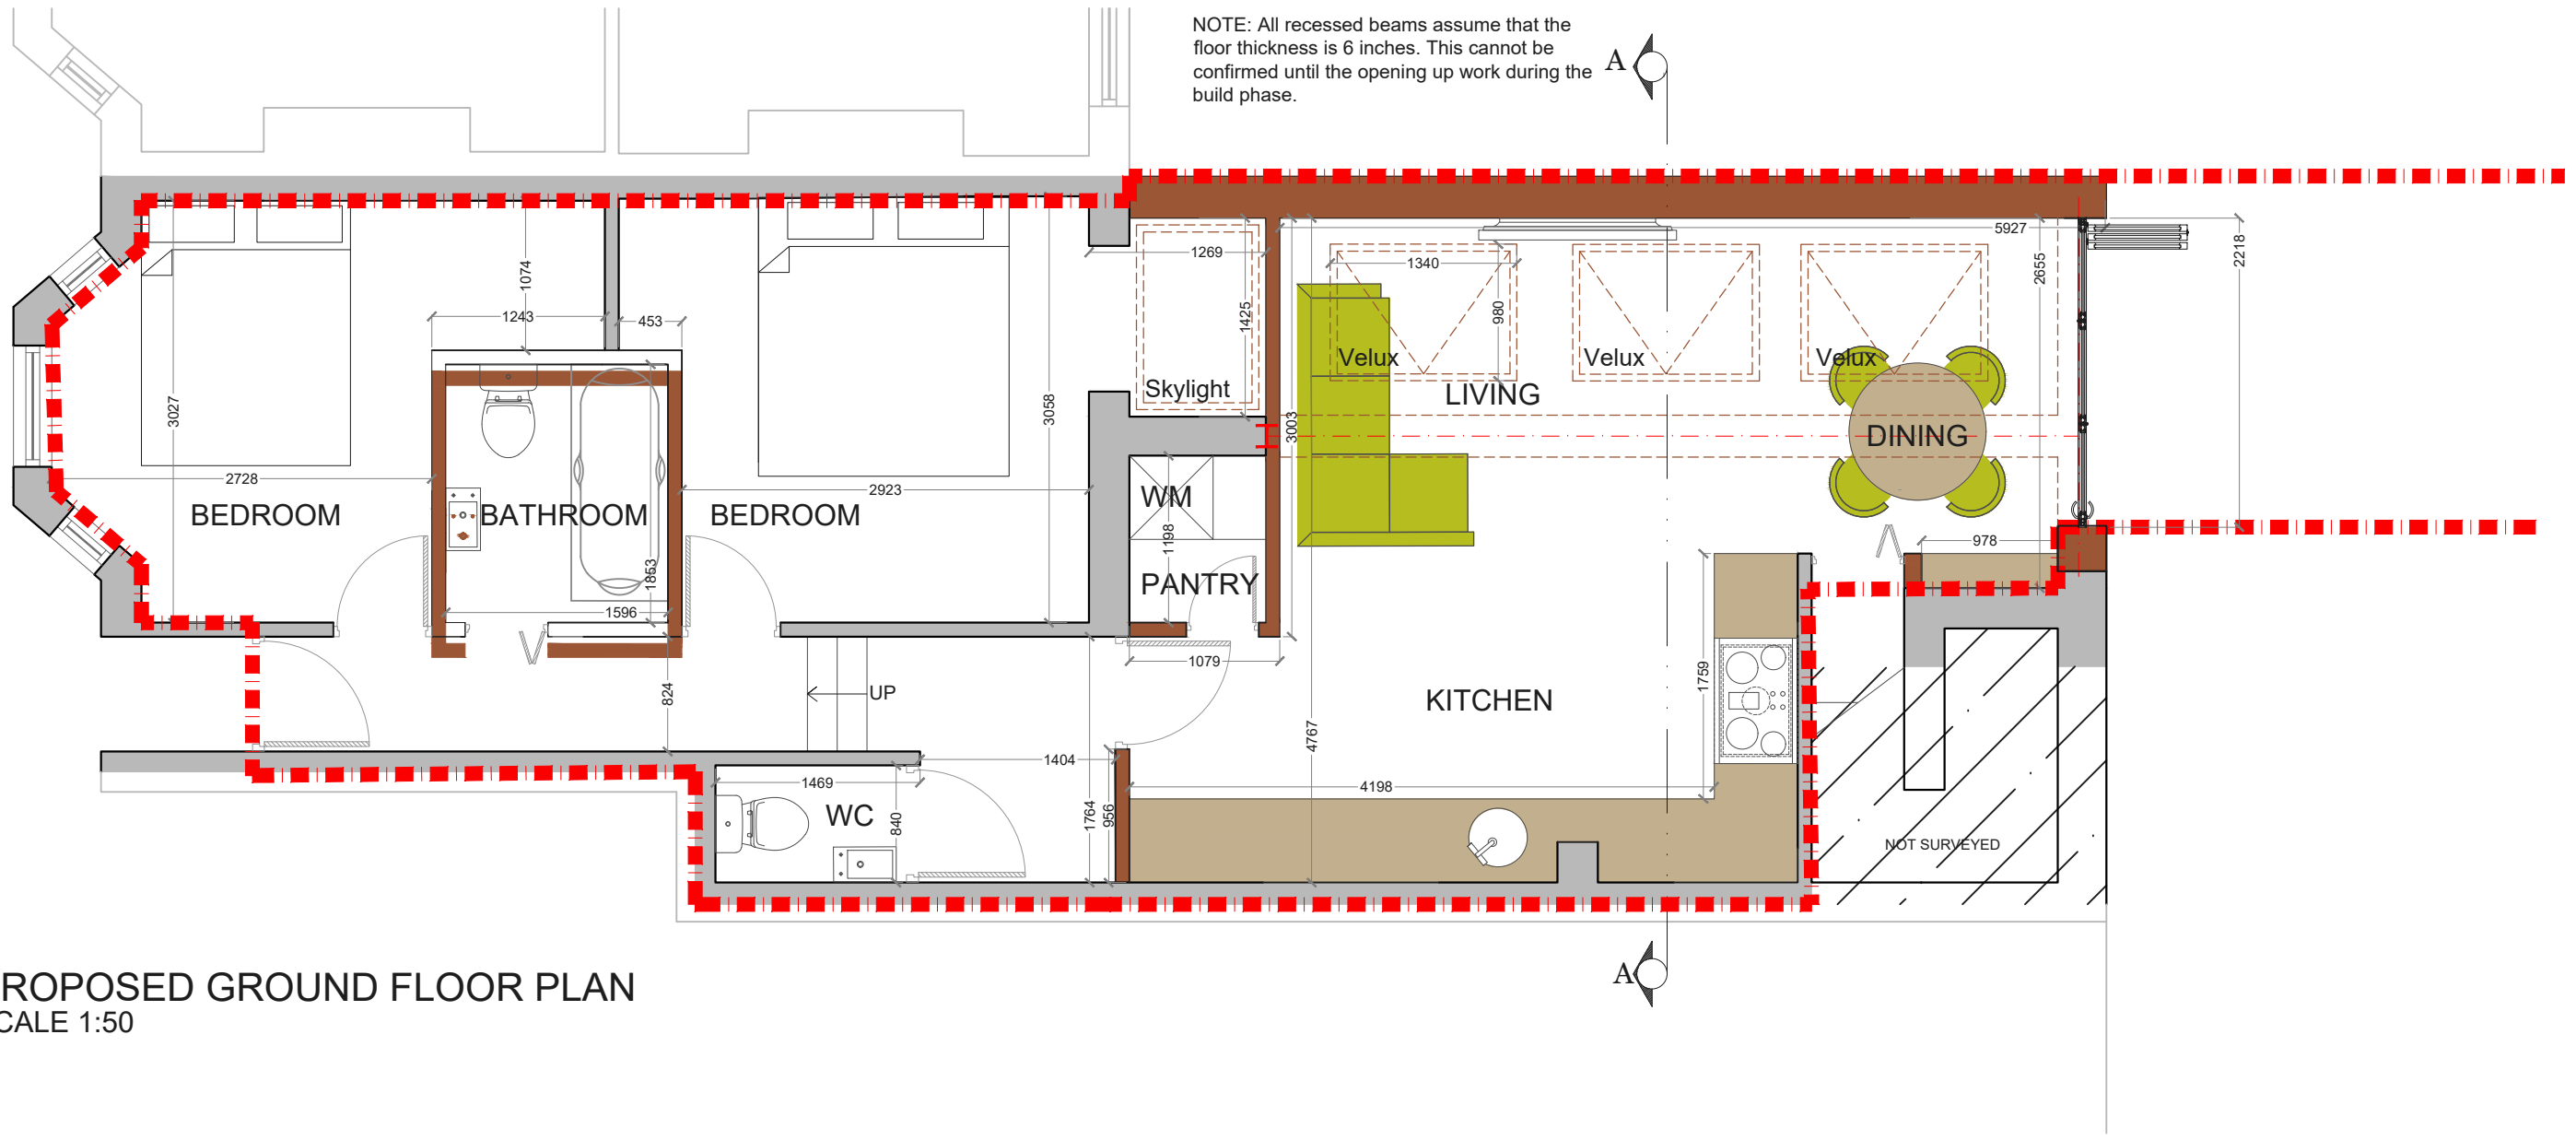 NOTE: All recessed beams assume that the
floor thickness is 6 inches. This cannot be
confirmed until the opening up work during the
build phase.
A
5927
2218
1269
1340
2655
1074
1243
453
1425
980
Velux
Velux
Velux
Skylight
LIVING
3027
3058
3003
DINING
2728
2923
WM
BEDROOM
BATHROOM
BEDROOM
1198
978
1853
PANTRY
1596
1079
1759
824
UP
KITCHEN
4767
1404
1469
4198
WC
840
1764
956
NOT SURVEYED
A
ROPOSED GROUND FLOOR PLAN
CALE 1:50